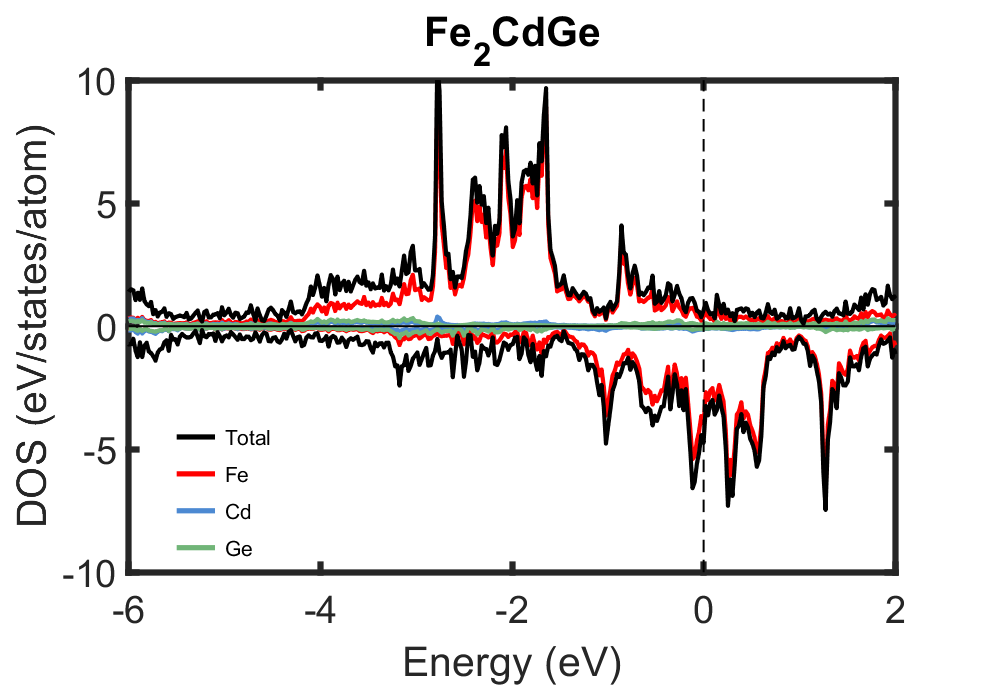 Fe2CdGe
DOS (eV/states/atom)
10
5
0
0
-5
-10
Total
Fe
Cd
Ge
-6 -4 -2 0 2
Energy (eV)